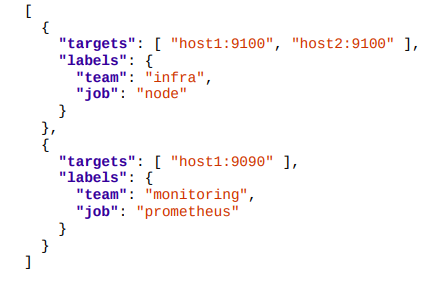 [
  {
    "targets": [ "host1:9100", "host2:9100" ],
    "labels": {
      "team": "infra",
      "job": "node"
    }
  },
  {
    "targets": [ "host1:9090" ],
    "labels": {
      "team": "monitoring",
      "job": "prometheus"
    }
  }
]